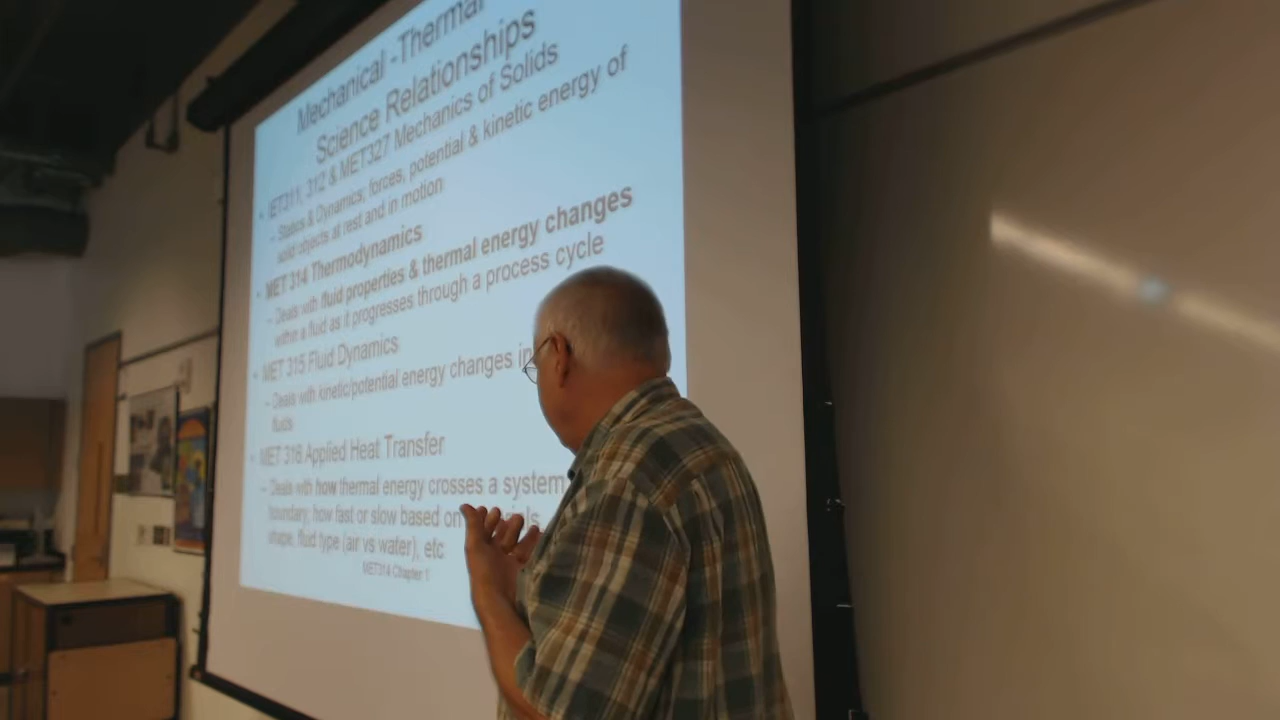 Mechanical -Thermal
Science Relationships
• MET311, 312 & MET327 Mechanics of Solids
– Statics & Dynamics; forces, potential & kinetic energy of
solid objects at rest and in motion
• MET 314 Thermodynamics
– Deals with fluid properties & thermal energy changes
within a fluid as it progresses through a process cycle
• MET 315 Fluid Dynamics
– Deals with kinetic/potential energy changes in
fluids
• MET 316 Applied Heat Transfer
– Deals with how thermal energy crosses a system
boundary; how fast or slow based on
shape, fluid type (air vs water), etc
MET314 Chapter 1